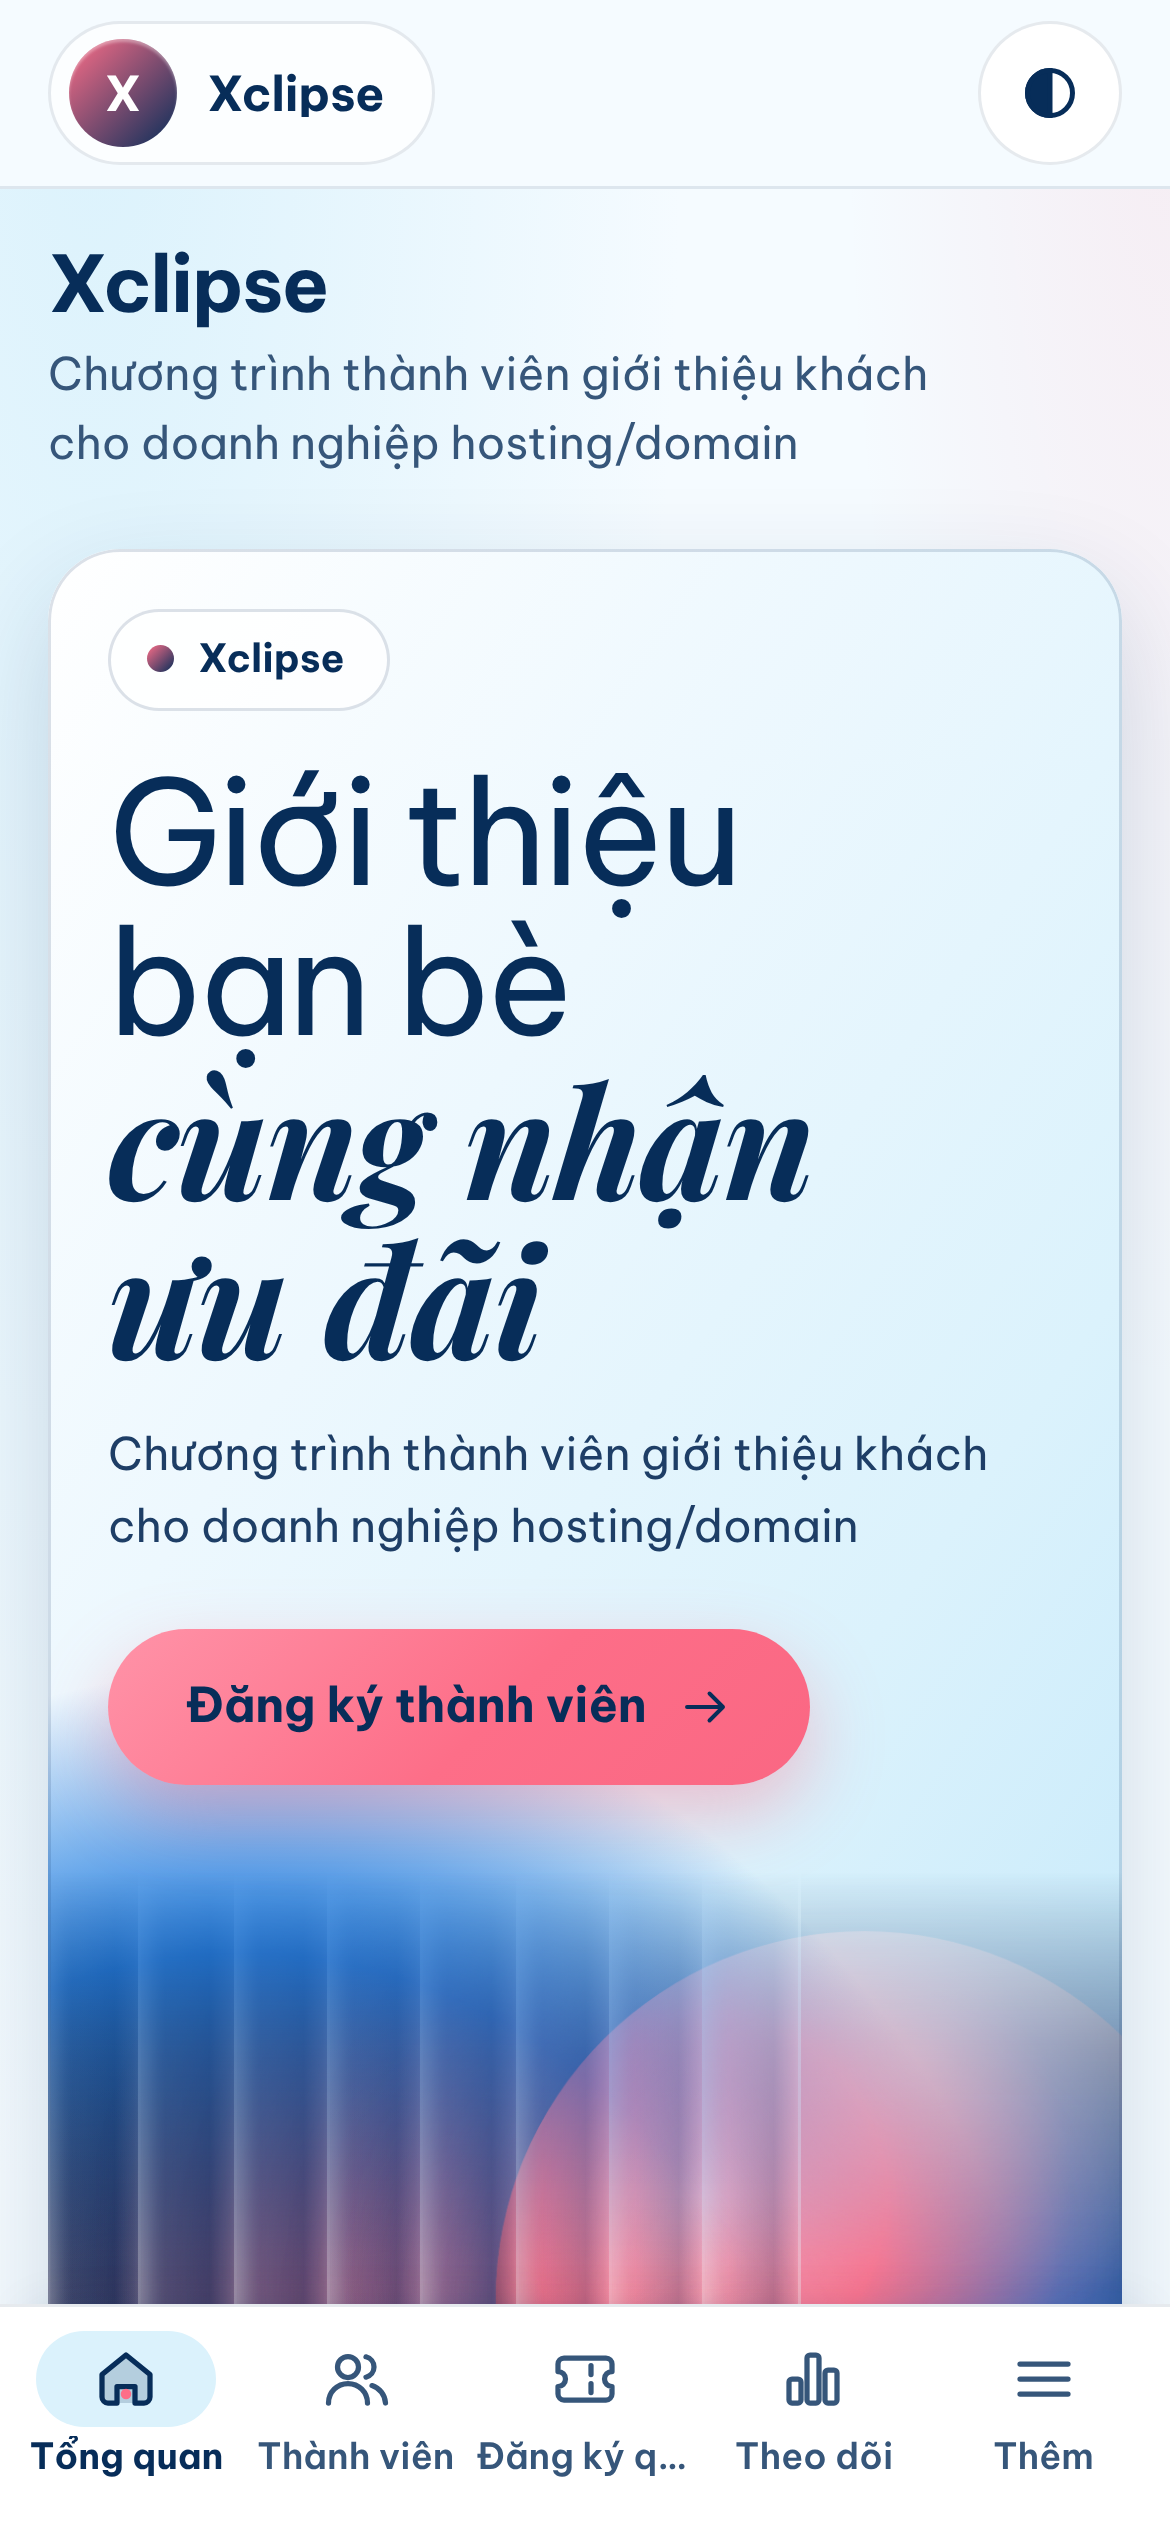 X Xclipse
Xclipse
Chương trình thành viên giới thiệu khách
cho doanh nghiệp hosting/domain
Xclipse
Giới thiệu
bạn bè
cùng nhận
ưu đãi
Chương trình thành viên giới thiệu khách
cho doanh nghiệp hosting/domain
Đăng ký thành viên →
Tổng quan Thành viên Đăng ký q... Theo dõi Thêm